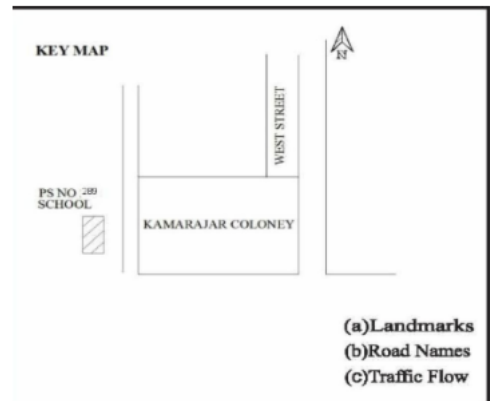 KEY MAP
N
WEST STREET
PS NO 289
SCHOOL
KAMARAJAR COLONEY
(a)Landmarks
(b)Road Names
(c)Traffic Flow